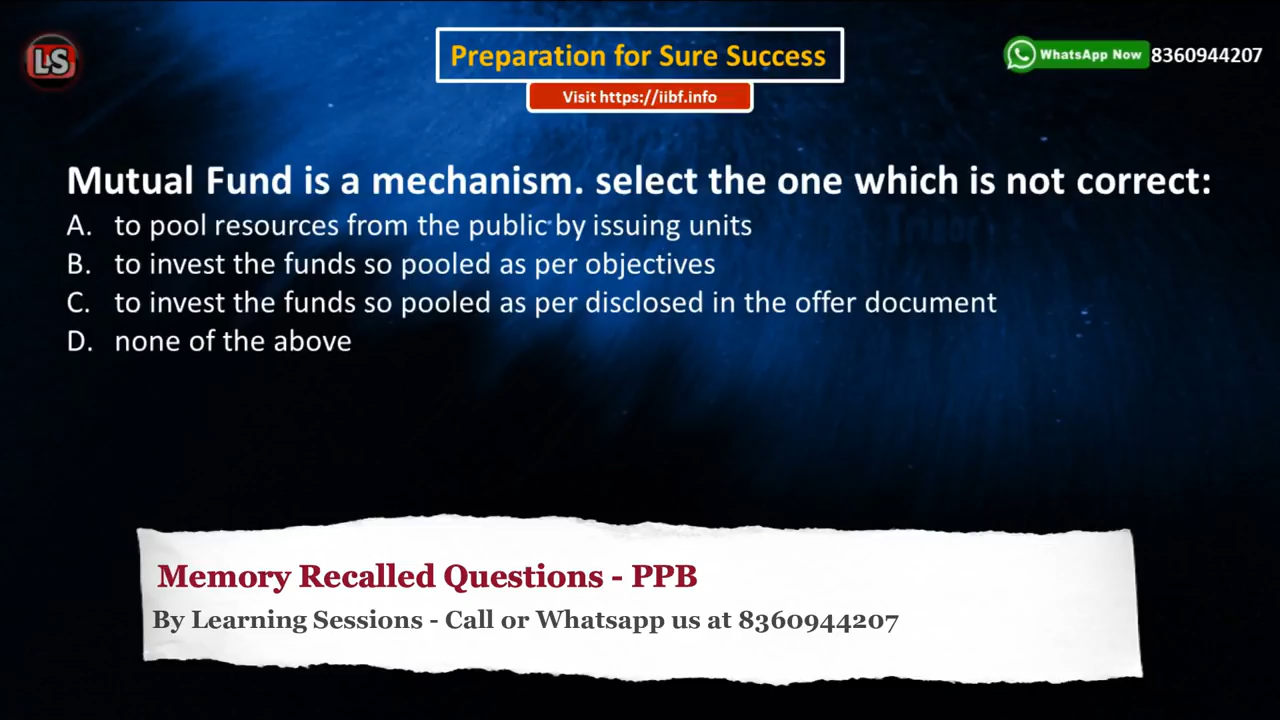 LS
Preparation for Sure Success
WhatsApp Now 8360944207
Visit https://iibf.info
Mutual Fund is a mechanism. select the one which is not correct:
A. to pool resources from the public by issuing units
B. to invest the funds so pooled as per objectives
C. to invest the funds so pooled as per disclosed in the offer document
D. none of the above
Memory Recalled Questions - PPB
By Learning Sessions - Call or Whatsapp us at 8360944207